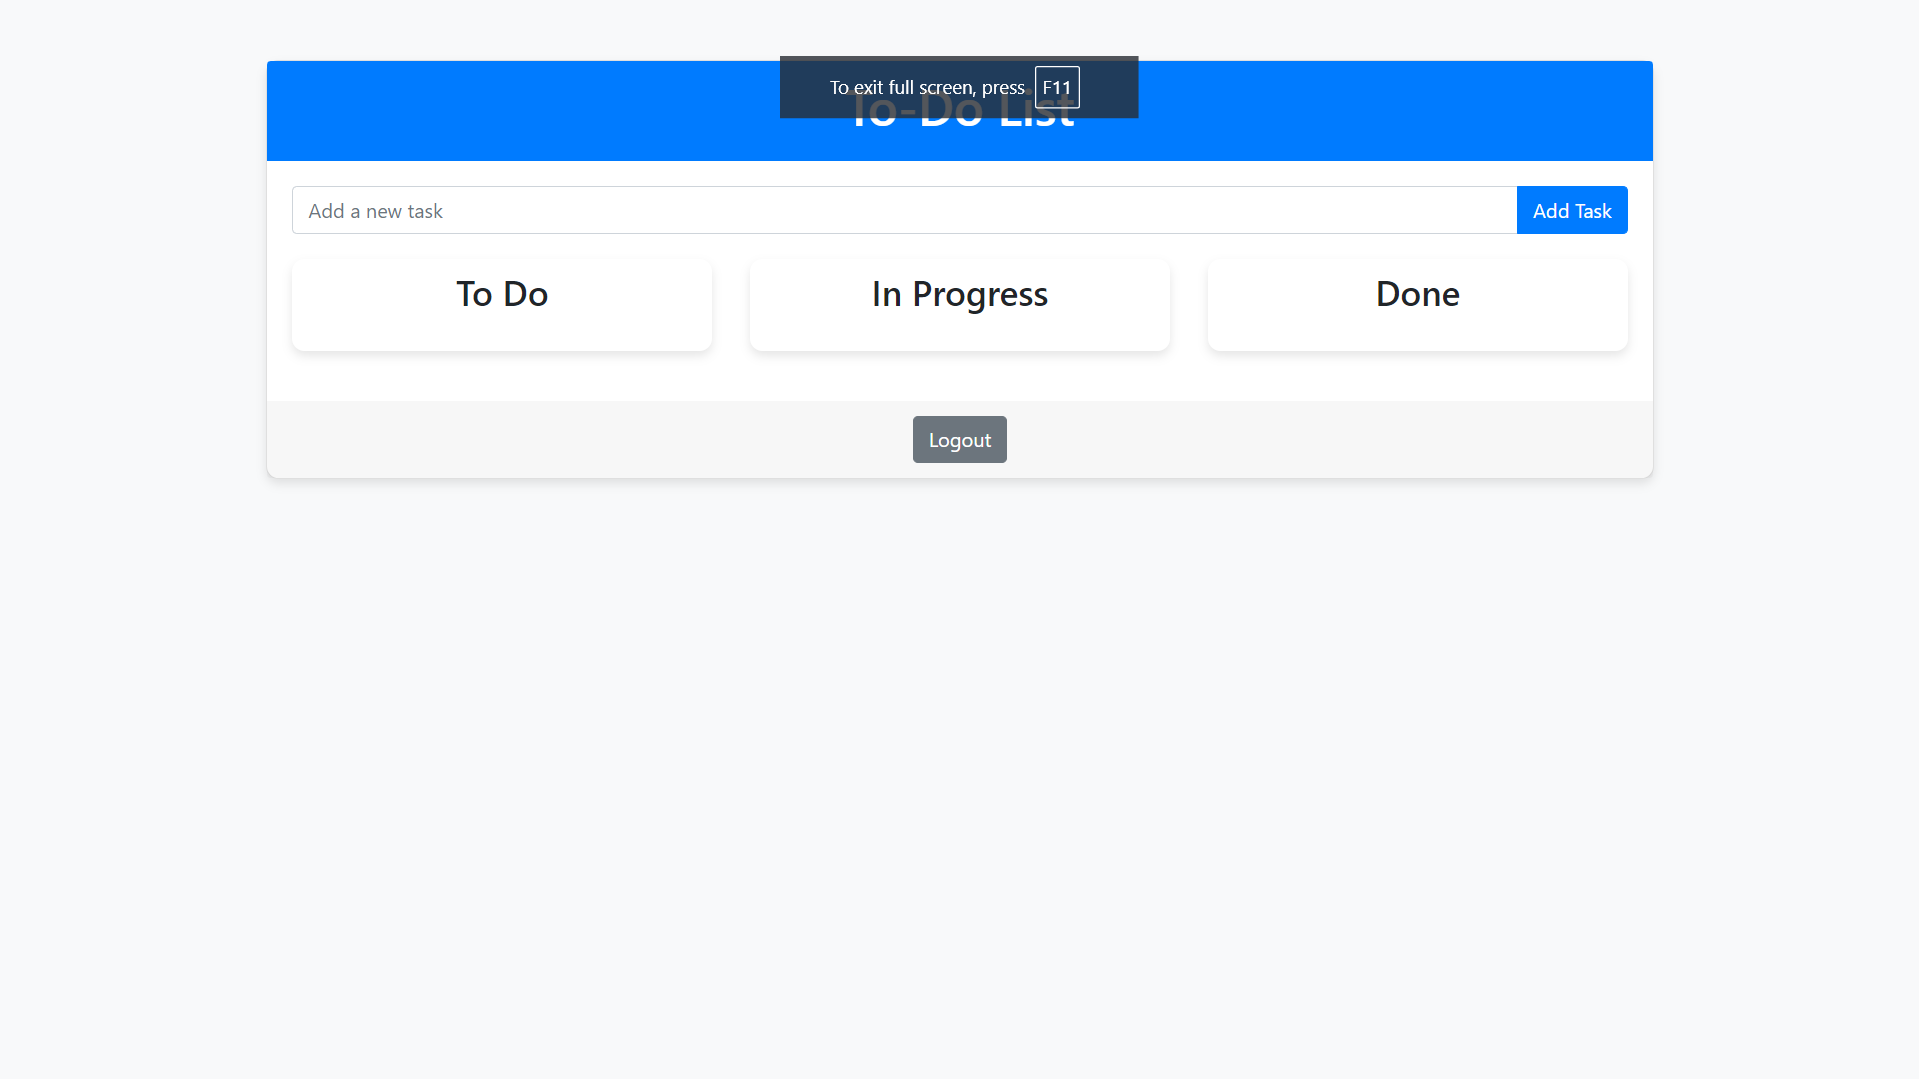 To exit full screen, press F11
To-Do List
Add a new task
Add Task
To Do
In Progress
Done
Logout